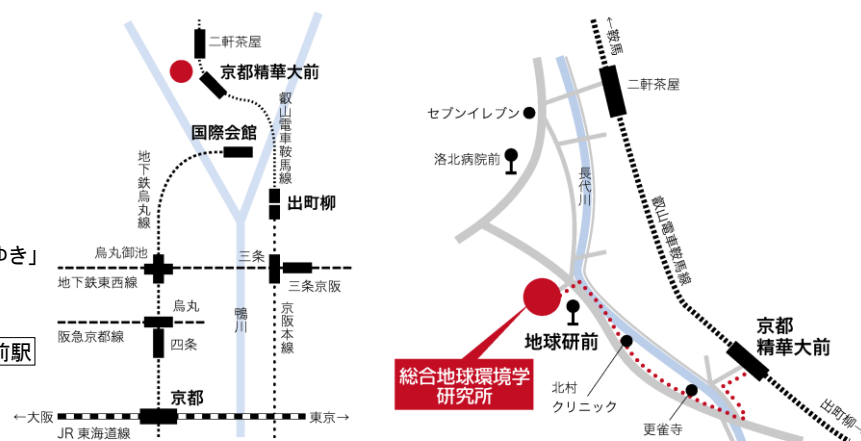 二軒茶屋
京都精華大前
叡山電車鞍馬線
国際会館
地下鉄烏丸線
出町柳
ゆき」
烏丸御池
三条
地下鉄東西線
三条京阪
烏丸
鴨川
京阪本線
阪急京都線
四条
前駅
京都
←大阪
東京→
JR 東海道線
←鞍馬
二軒茶屋
セブンイレブン
洛北病院前
長代川
叡山電車鞍馬線
地球研前
京都
精華大前
総合地球環境学
研究所
北村
クリニック
更雀寺
出町柳→